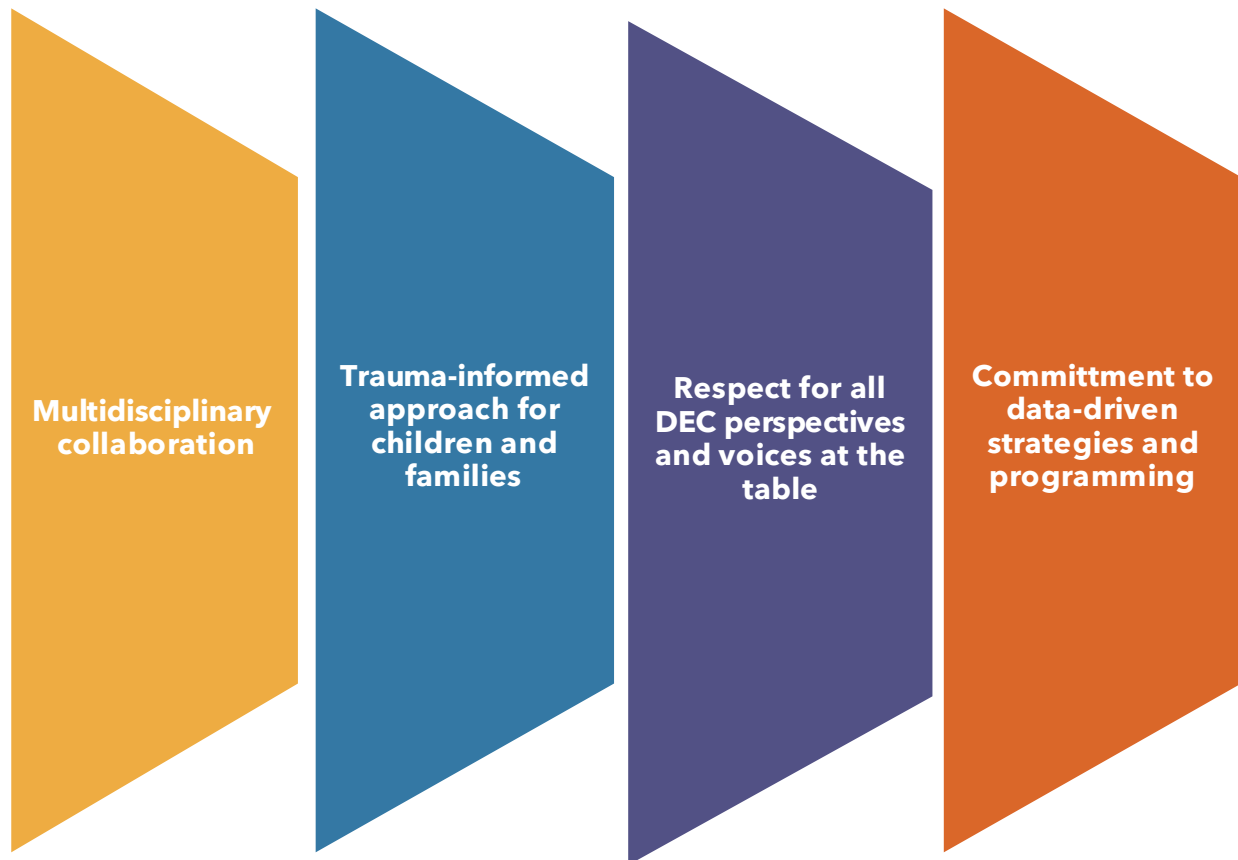 Multidisciplinary
collaboration
Trauma-informed
approach for
children and
families
Respect for all
DEC perspectives
and voices at the
table
Committment to
data-driven
strategies and
programming